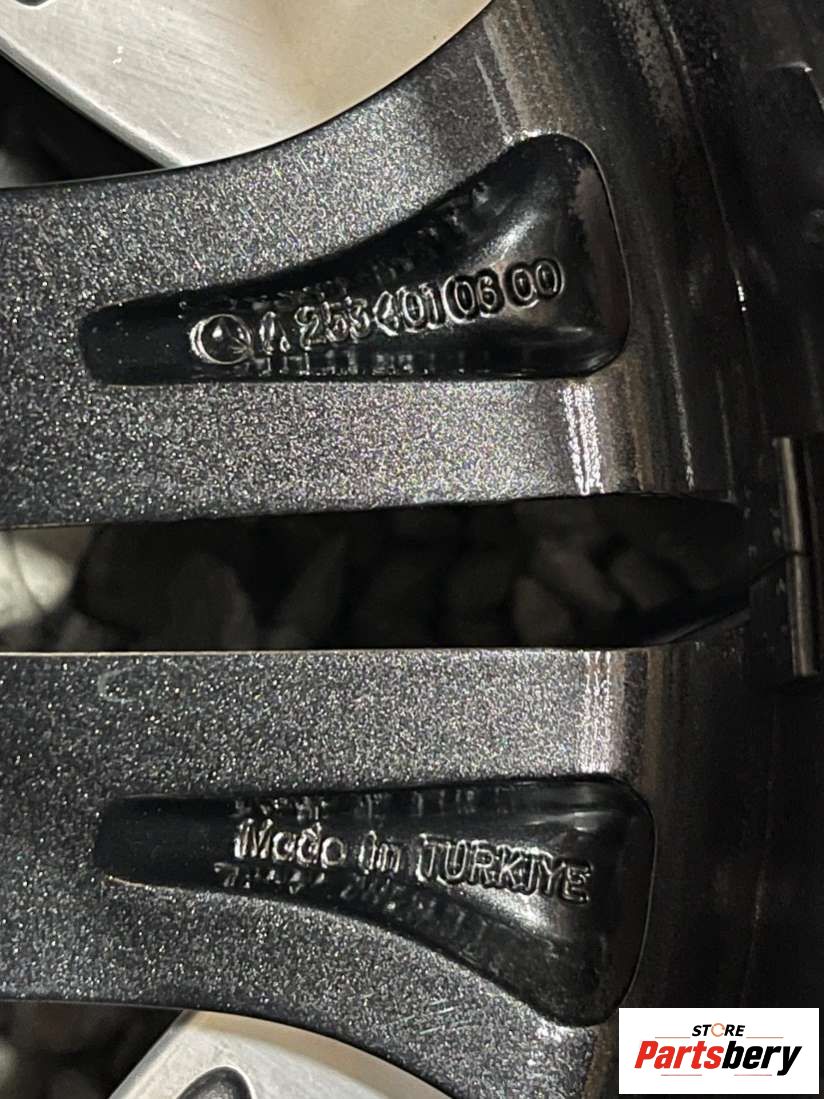 A 253 401 06 00
Made in TURKIYE
STORE
Partsbery